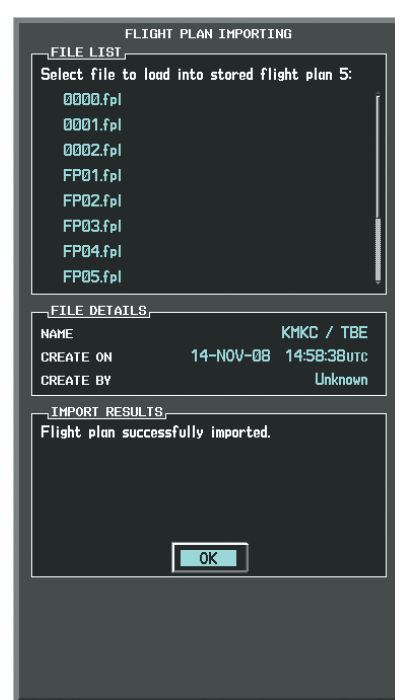 FLIGHT PLAN IMPORTING
FILE LIST
Select file to load into stored flight plan 5:
0000.fpl
0001.fpl
0002.fpl
FP01.fpl
FP02.fpl
FP03.fpl
FP04.fpl
FP05.fpl
FILE DETAILS
NAME KMKC / TBE
CREATE ON 14-NOV-08 14:58:38UTC
CREATE BY Unknown
IMPORT RESULTS
Flight plan successfully imported.
OK